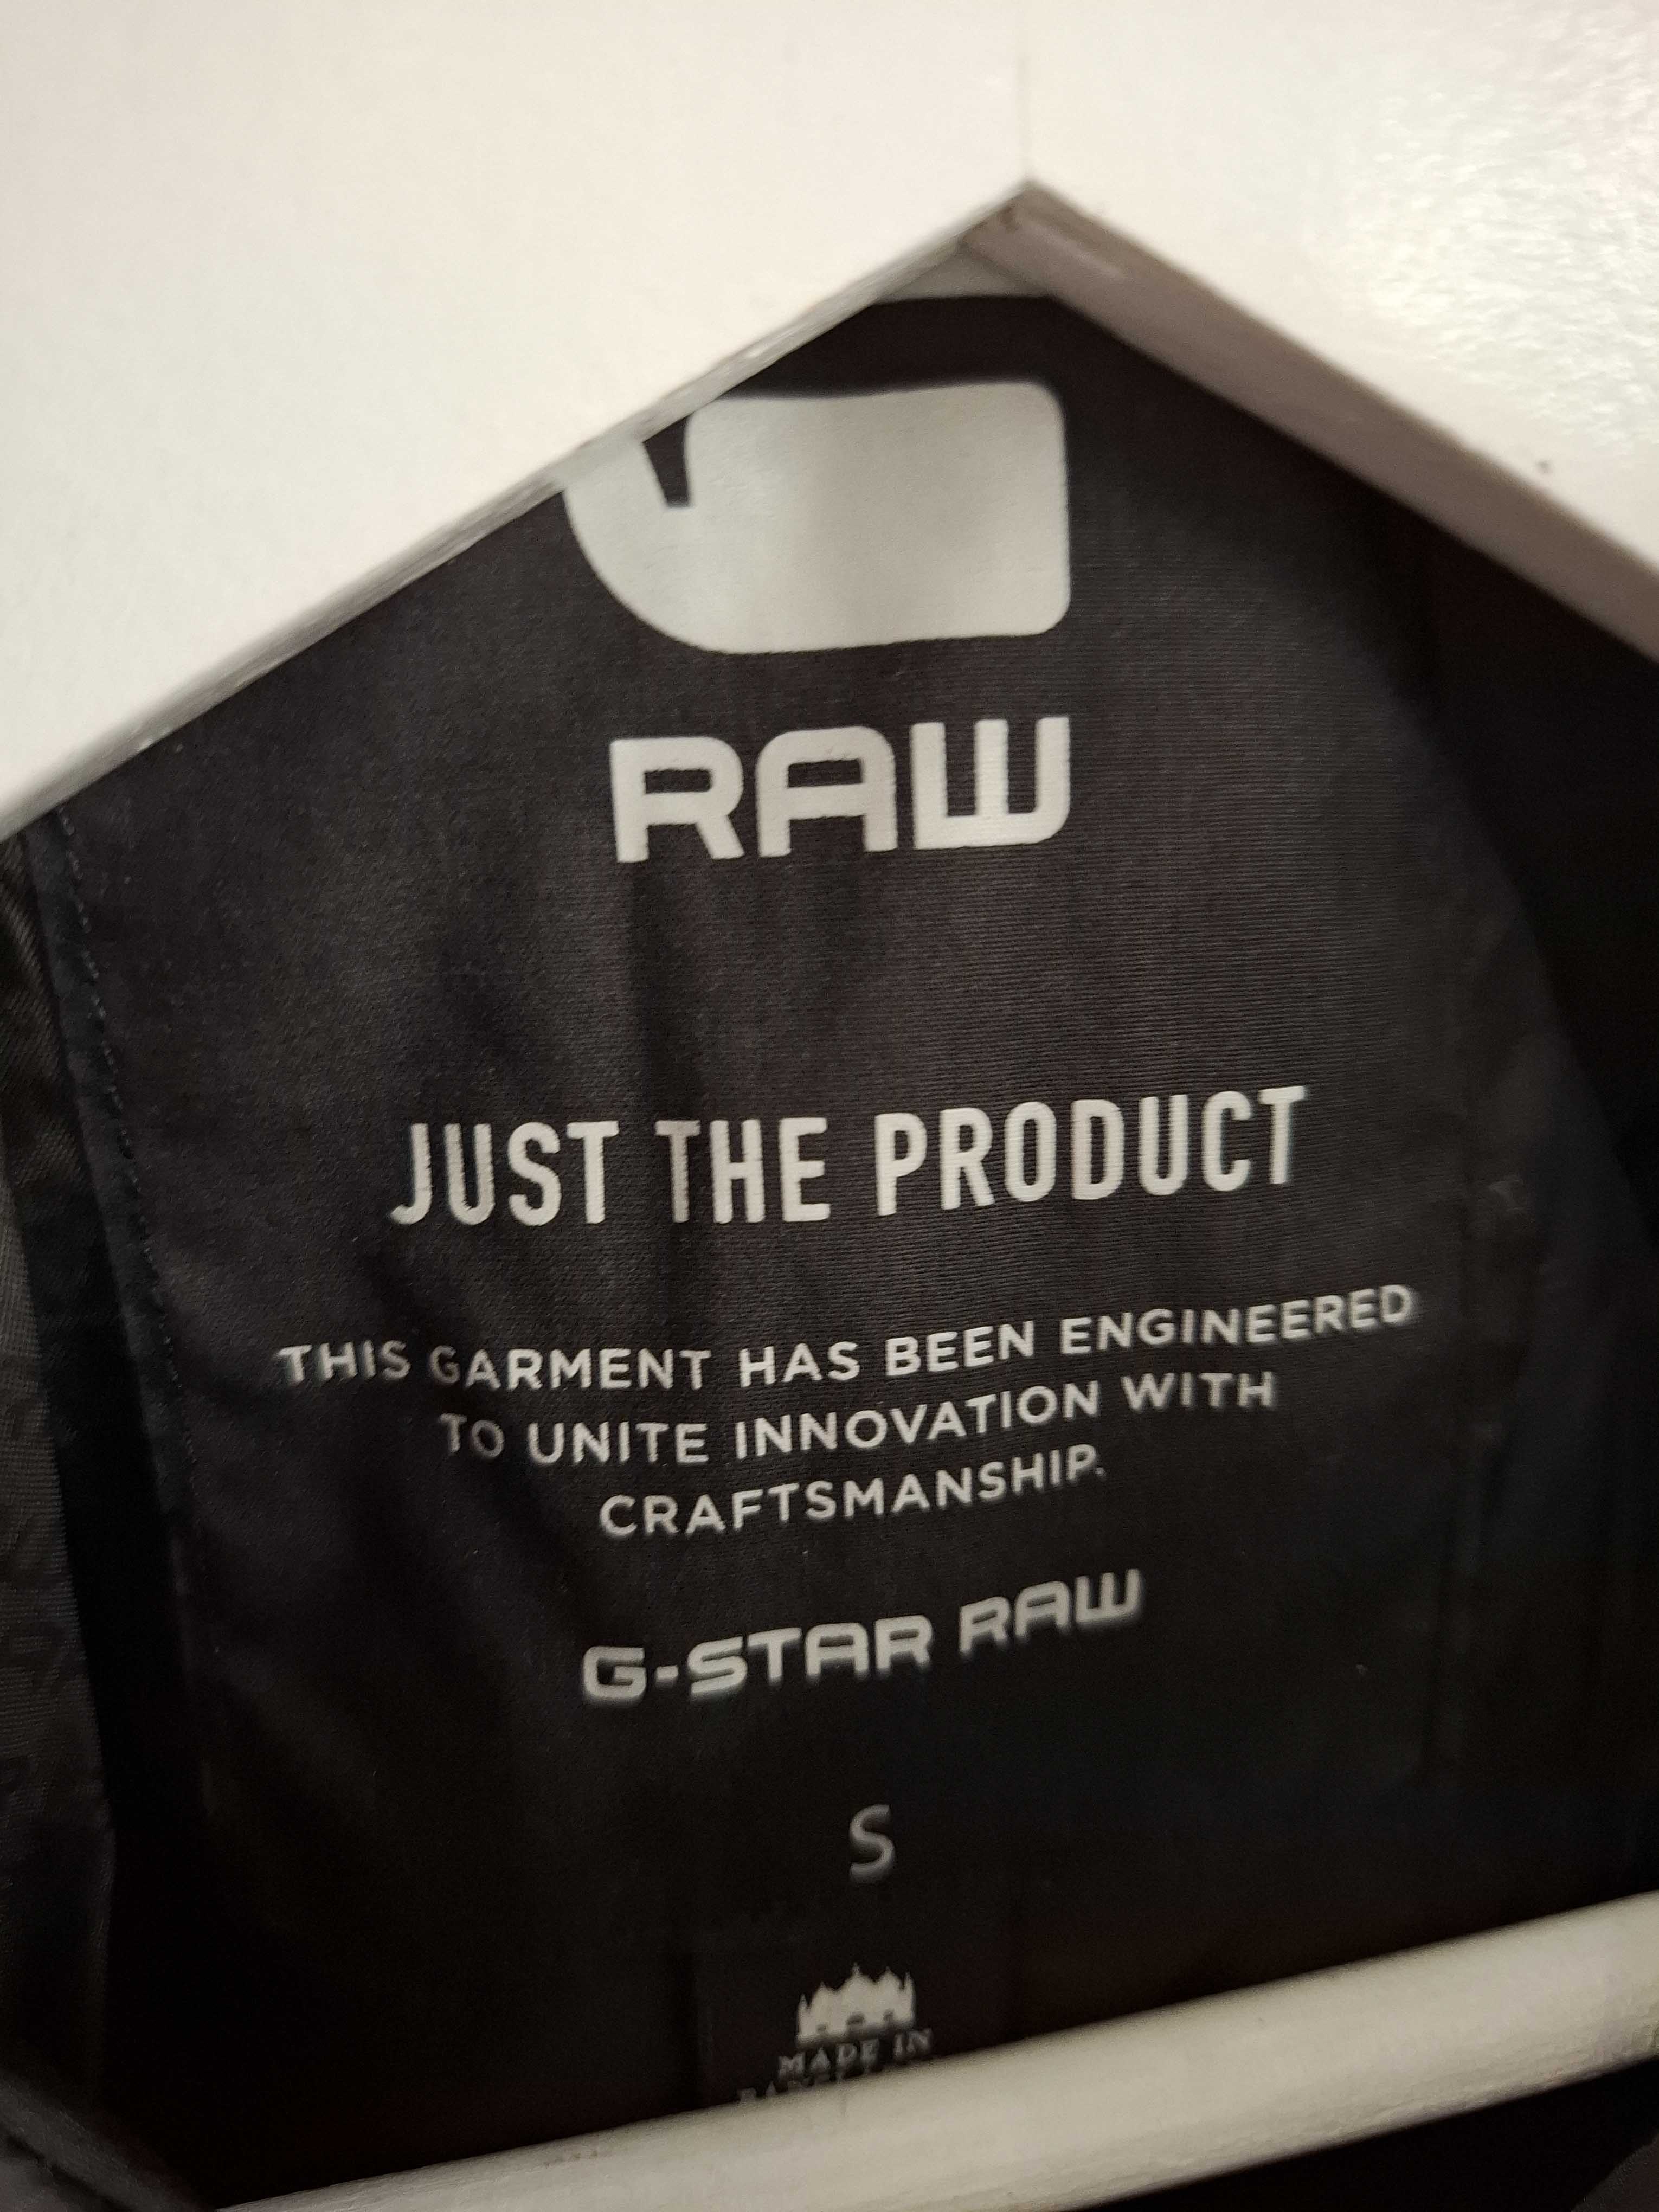 RAW
JUST THE PRODUCT
THIS GARMENT HAS BEEN ENGINEERED
TO UNITE INNOVATION WITH
CRAFTSMANSHIP.
G-STAR RAW
S
MADE IN